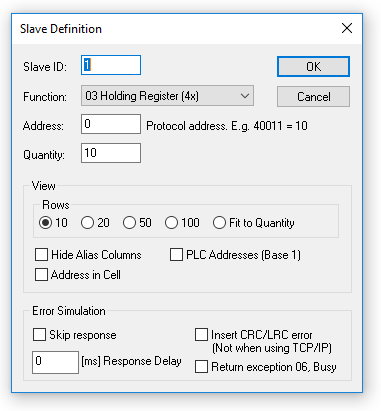 Slave Definition
Slave ID: 1 OK
Function: 03 Holding Register (4x) Cancel
Address: 0 Protocol address. E.g. 40011 = 10
Quantity: 10
View
Rows
10 20 50 100 Fit to Quantity
Hide Alias Columns PLC Addresses (Base 1)
Address in Cell
Error Simulation
Skip response Insert CRC/LRC error
(Not when using TCP/IP)
0 [ms] Response Delay Return exception 06, Busy